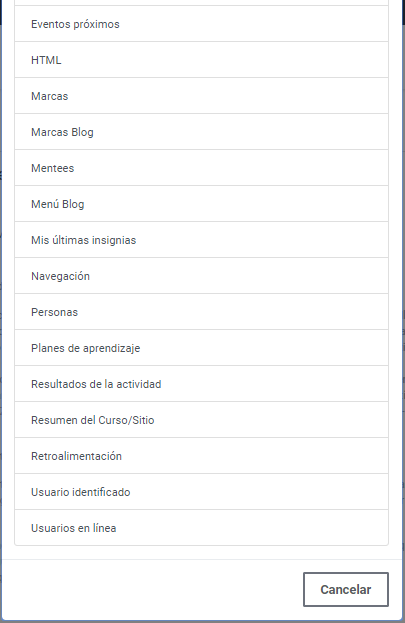 Eventos próximos
HTML
Marcas
Marcas Blog
Mentees
Menú Blog
Mis últimas insignias
Navegación
Personas
Planes de aprendizaje
Resultados de la actividad
Resumen del Curso/Sitio
Retroalimentación
Usuario identificado
Usuarios en línea
Cancelar